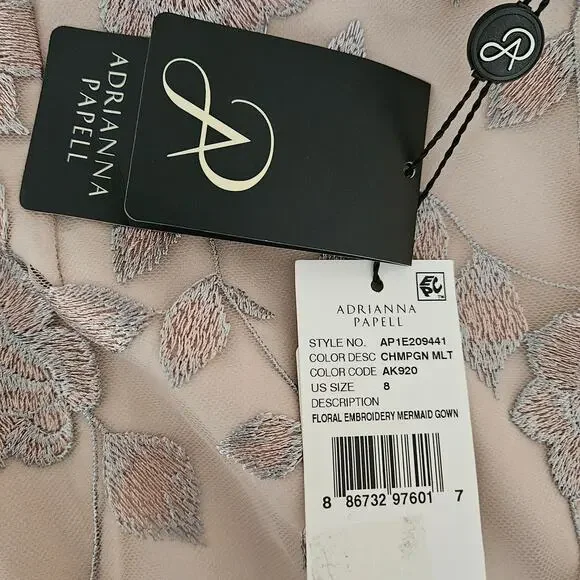 ADRIANNA
PAPELL
ADRIANNA
PAPELL
STYLE NO. AP1E209441
COLOR DESC CHMPGN MLT
COLOR CODE AK920
US SIZE 8
DESCRIPTION
FLORAL EMBROIDERY MERMAID GOWN
8 86732 97601 7